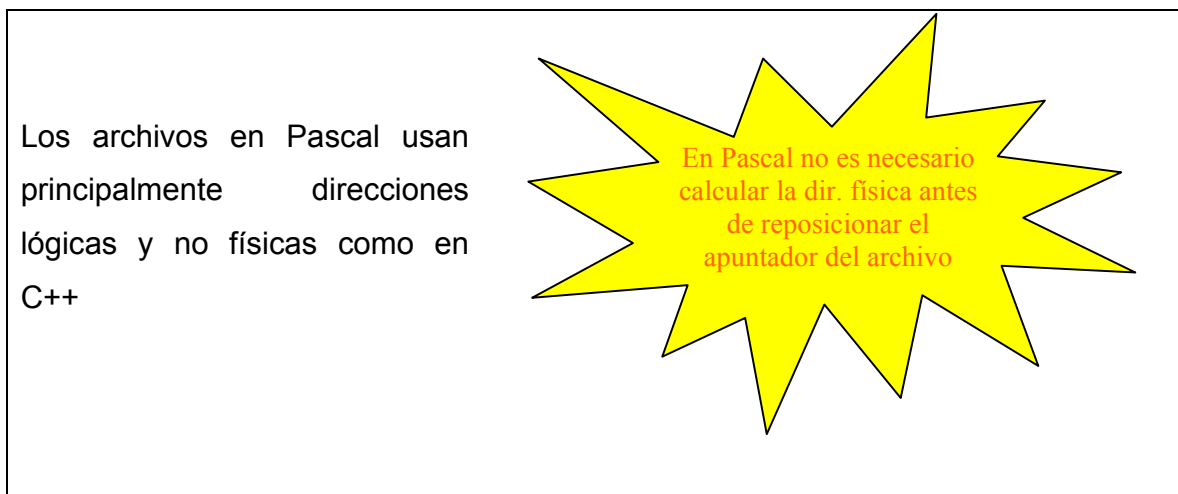 Los archivos en Pascal usan
principalmente direcciones
lógicas y no físicas como en
C++
En Pascal no es necesario
calcular la dir. física antes
de reposicionar el
apuntador del archivo